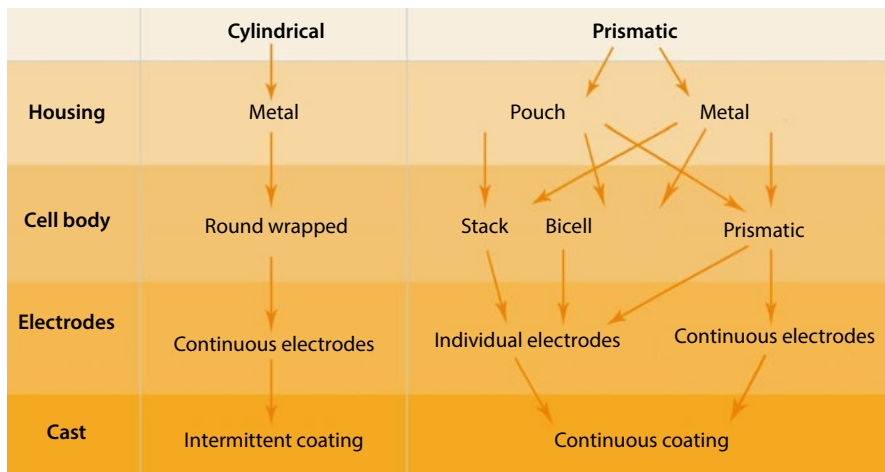 Cylindrical
Prismatic
Housing
Metal
Pouch
Metal
Cell body
Round wrapped
Stack
Bicell
Prismatic
Electrodes
Continuous electrodes
Individual electrodes
Continuous electrodes
Cast
Intermittent coating
Continuous coating